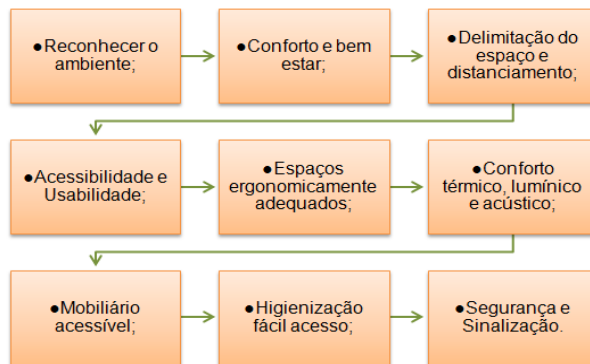 ●Reconhecer o
ambiente;
●Conforto e bem
estar;
●Delimitação do
espaço e
distanciamento;
●Acessibilidade e
Usabilidade;
●Espaços
ergonomicamente
adequados;
●Conforto
térmico, lumínico
e acústico;
●Mobiliário
acessível;
●Higienização
fácil acesso;
●Segurança e
Sinalização.